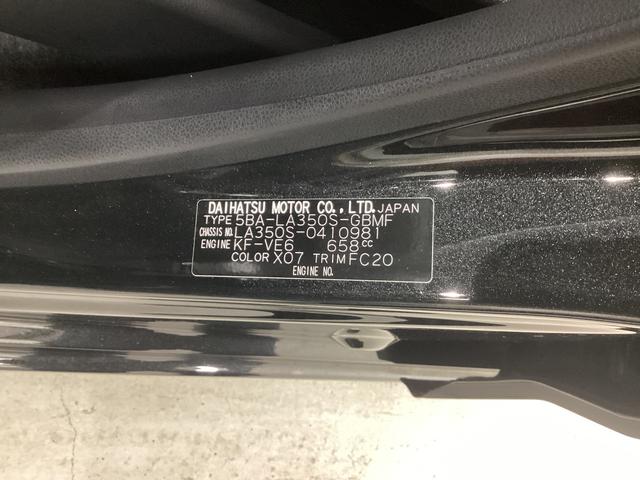 DAIHATSU MOTOR CO.,LTD.JAPAN
TYPE 5BA-LA350S-GBMF
CHASSIS NO. LA350S-0410981
ENGINE KF-VE6 658CC
COLOR X07 TRIM FC20
ENGINE NO.